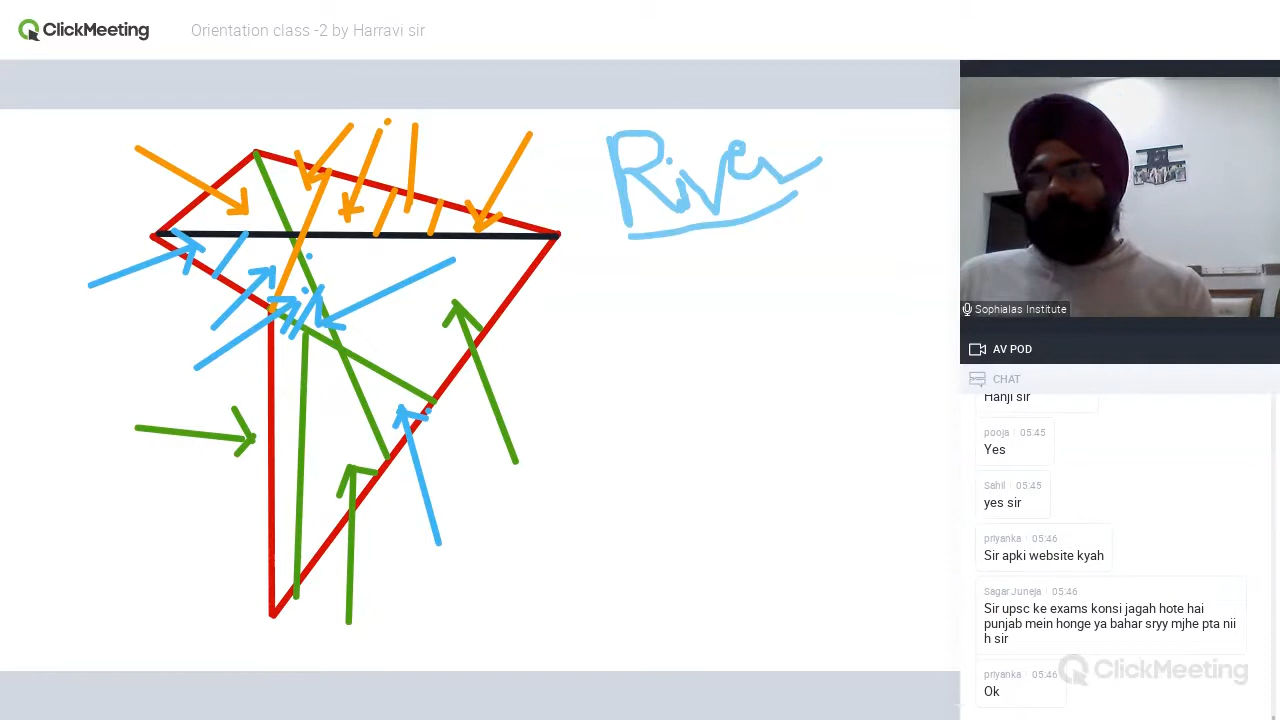 ClickMeeting
Orientation class -2 by Harravi sir
River
Sophialas Institute
AV POD
CHAT
Hanji sir
pooja 05:45
Yes
Sahil 05:45
yes sir
priyanka 05:46
Sir apki website kyah
Sagar Juneja 05:46
Sir upsc ke exams konsi jagah hote hai
punjab mein honge ya bahar sryy mjhe pta nii
h sir
priyanka 05:46
Ok
ClickMeeting